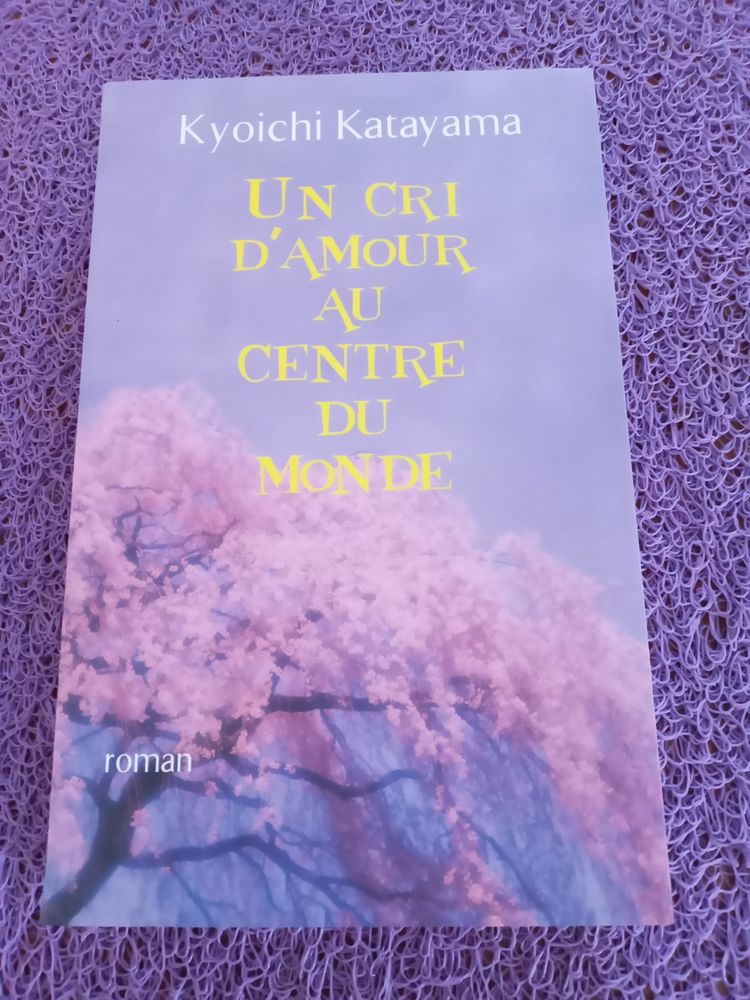 Kyoichi Katayama
UN CRI
D'AMOUR
AU
CENTRE
DU
MONDE
roman